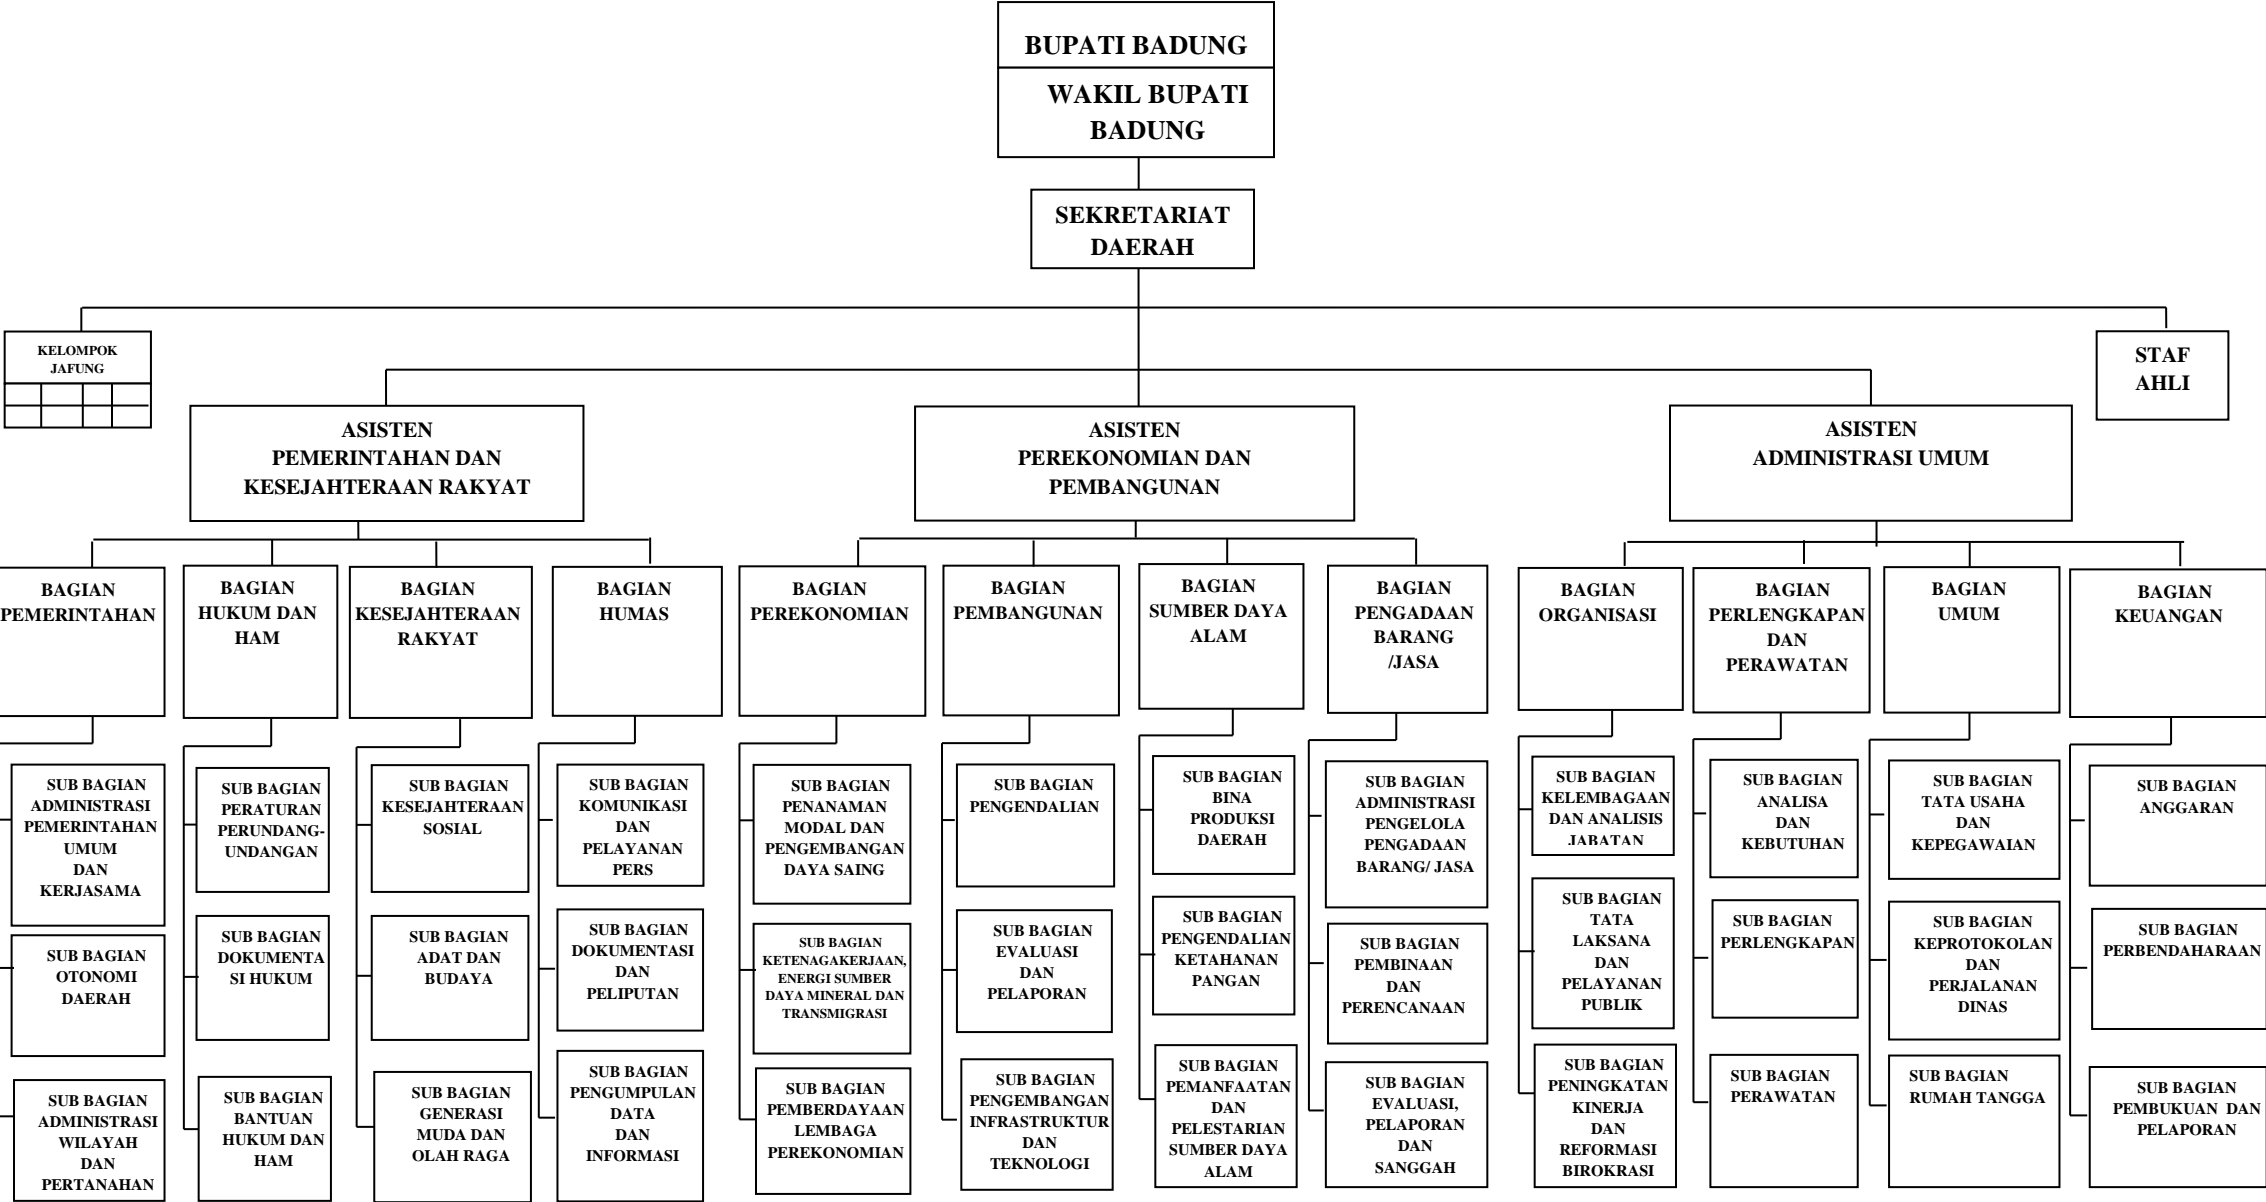 BUPATI BADUNG
WAKIL BUPATI
BADUNG
SEKRETARIAT
DAERAH
KELOMPOK
JAFUNG
STAF
AHLI
ASISTEN
PEMERINTAHAN DAN
KESEJAHTERAAN RAKYAT
ASISTEN
PEREKONOMIAN DAN
PEMBANGUNAN
ASISTEN
ADMINISTRASI UMUM
BAGIAN
PEMERINTAHAN
BAGIAN
HUKUM DAN
HAM
BAGIAN
KESEJAHTERAAN
RAKYAT
BAGIAN
HUMAS
BAGIAN
PEREKONOMIAN
BAGIAN
PEMBANGUNAN
BAGIAN
SUMBER DAYA
ALAM
BAGIAN
PENGADAAN
BARANG
/JASA
BAGIAN
ORGANISASI
BAGIAN
PERLENGKAPAN
DAN
PERAWATAN
BAGIAN
UMUM
BAGIAN
KEUANGAN
SUB BAGIAN
ADMINISTRASI
PEMERINTAHAN
UMUM
DAN
KERJASAMA
SUB BAGIAN
PERATURAN
PERUNDANG-
UNDANGAN
SUB BAGIAN
KESEJAHTERAAN
SOSIAL
SUB BAGIAN
KOMUNIKASI
DAN
PELAYANAN
PERS
SUB BAGIAN
PENANAMAN
MODAL DAN
PENGEMBANGAN
DAYA SAING
SUB BAGIAN
PENGENDALIAN
SUB BAGIAN
BINA
PRODUKSI
DAERAH
SUB BAGIAN
ADMINISTRASI
PENGELOLA
PENGADAAN
BARANG/ JASA
SUB BAGIAN
KELEMBAGAAN
DAN ANALISIS
JABATAN
SUB BAGIAN
ANALISA
DAN
KEBUTUHAN
SUB BAGIAN
TATA USAHA
DAN
KEPEGAWAIAN
SUB BAGIAN
ANGGARAN
SUB BAGIAN
OTONOMI
DAERAH
SUB BAGIAN
DOKUMENTA
SI HUKUM
SUB BAGIAN
ADAT DAN
BUDAYA
SUB BAGIAN
DOKUMENTASI
DAN
PELIPUTAN
SUB BAGIAN
KETENAGAKERJAAN,
ENERGI SUMBER
DAYA MINERAL DAN
TRANSMIGRASI
SUB BAGIAN
EVALUASI
DAN
PELAPORAN
SUB BAGIAN
PENGENDALIAN
KETAHANAN
PANGAN
SUB BAGIAN
PEMBINAAN
DAN
PERENCANAAN
SUB BAGIAN
TATA
LAKSANA
DAN
PELAYANAN
PUBLIK
SUB BAGIAN
PERLENGKAPAN
SUB BAGIAN
KEPROTOKOLAN
DAN
PERJALANAN
DINAS
SUB BAGIAN
PERBENDAHARAAN
SUB BAGIAN
ADMINISTRASI
WILAYAH
DAN
PERTANAHAN
SUB BAGIAN
BANTUAN
HUKUM DAN
HAM
SUB BAGIAN
GENERASI
MUDA DAN
OLAH RAGA
SUB BAGIAN
PENGUMPULAN
DATA
DAN
INFORMASI
SUB BAGIAN
PEMBERDAYAAN
LEMBAGA
PEREKONOMIAN
SUB BAGIAN
PENGEMBANGAN
INFRASTRUKTUR
DAN
TEKNOLOGI
SUB BAGIAN
PEMANFAATAN
DAN
PELESTARIAN
SUMBER DAYA
ALAM
SUB BAGIAN
EVALUASI,
PELAPORAN
DAN
SANGGAH
SUB BAGIAN
PENINGKATAN
KINERJA
DAN
REFORMASI
BIROKRASI
SUB BAGIAN
PERAWATAN
SUB BAGIAN
RUMAH TANGGA
SUB BAGIAN
PEMBUKUAN DAN
PELAPORAN